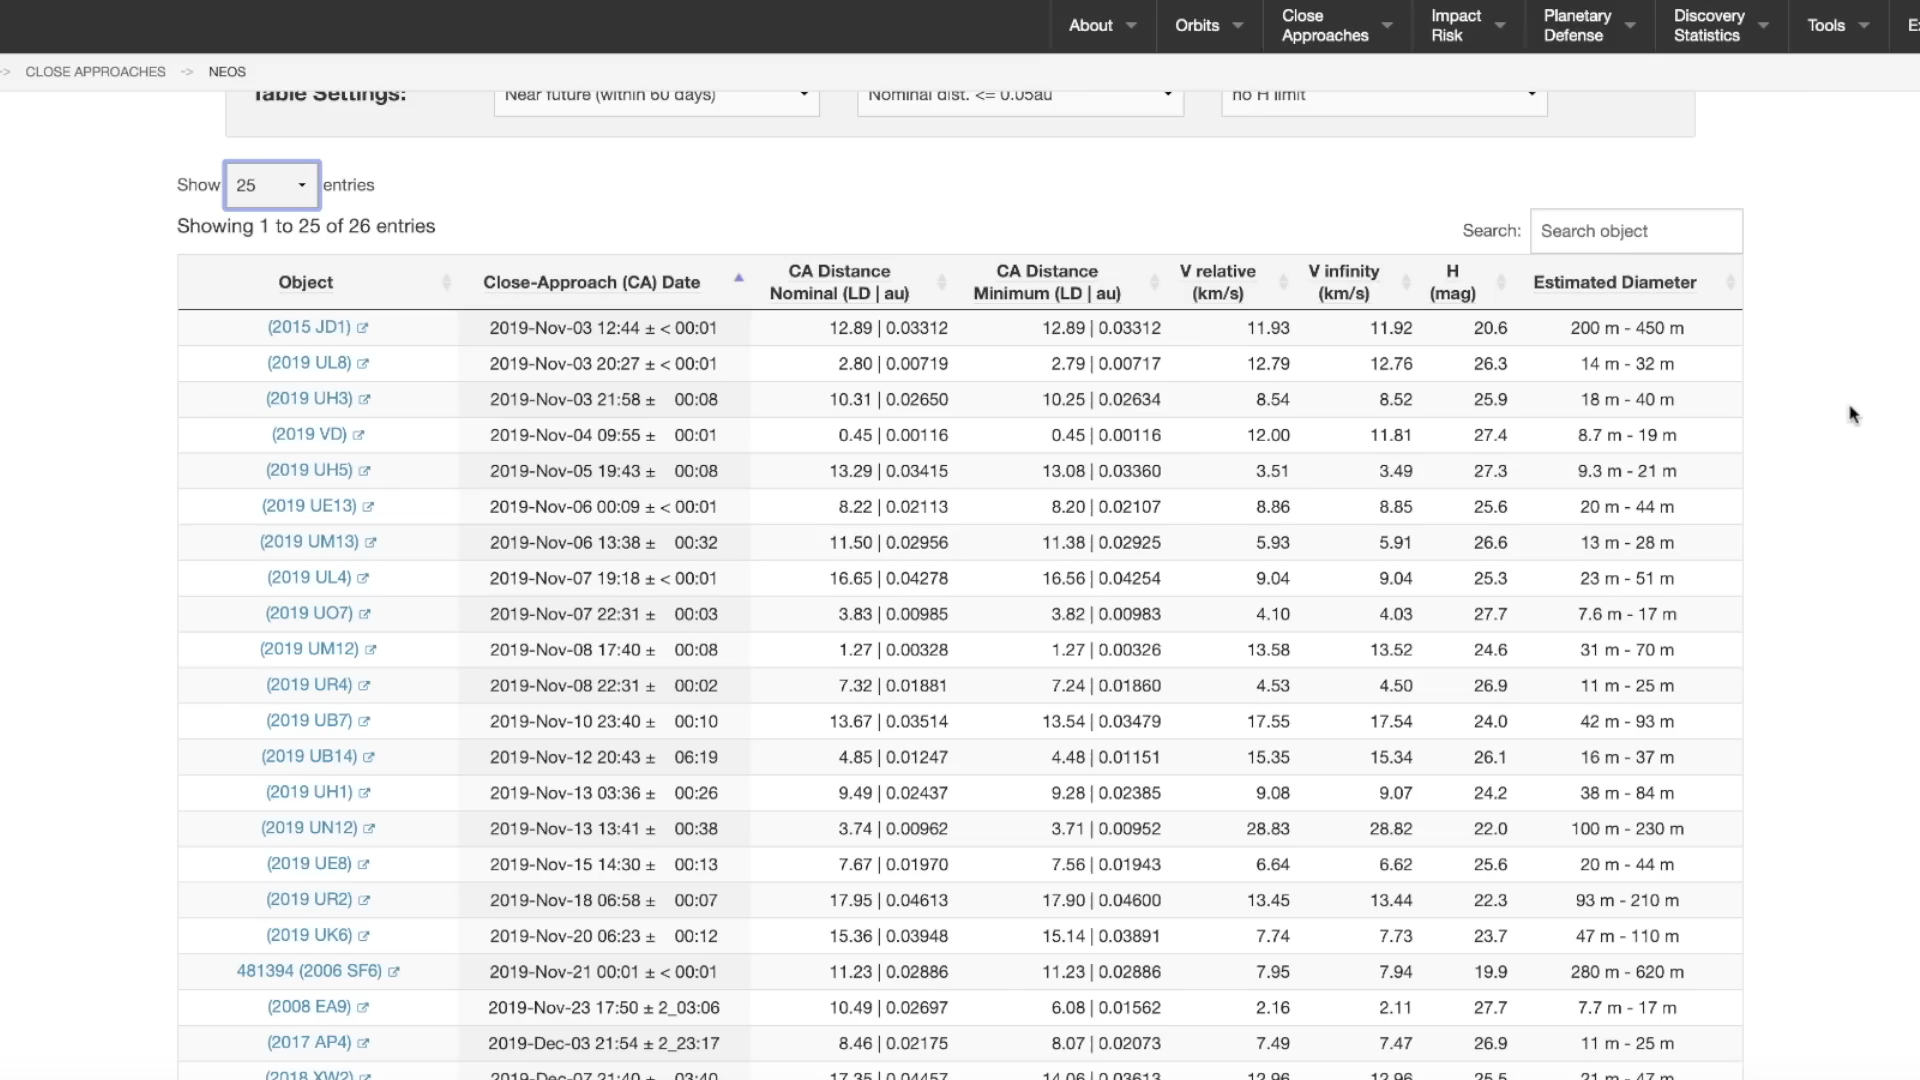 About Orbits Close Approaches Impact Risk Planetary Defense Discovery Statistics Tools
CLOSE APPROACHES -> NEOS
Table Settings: Near future (within 60 days) Nominal dist. <= 0.05au no H limit
Show 25 entries
Showing 1 to 25 of 26 entries
Search: Search object
Object Close-Approach (CA) Date CA Distance Nominal (LD | au) CA Distance Minimum (LD | au) V relative (km/s) V infinity (km/s) H (mag) Estimated Diameter
(2015 JD1) 2019-Nov-03 12:44 ± < 00:01 12.89 | 0.03312 12.89 | 0.03312 11.93 11.92 20.6 200 m - 450 m
(2019 UL8) 2019-Nov-03 20:27 ± < 00:01 2.80 | 0.00719 2.79 | 0.00717 12.79 12.76 26.3 14 m - 32 m
(2019 UH3) 2019-Nov-03 21:58 ± 00:08 10.31 | 0.02650 10.25 | 0.02634 8.54 8.52 25.9 18 m - 40 m
(2019 VD) 2019-Nov-04 09:55 ± 00:01 0.45 | 0.00116 0.45 | 0.00116 12.00 11.81 27.4 8.7 m - 19 m
(2019 UH5) 2019-Nov-05 19:43 ± 00:08 13.29 | 0.03415 13.08 | 0.03360 3.51 3.49 27.3 9.3 m - 21 m
(2019 UE13) 2019-Nov-06 00:09 ± < 00:01 8.22 | 0.02113 8.20 | 0.02107 8.86 8.85 25.6 20 m - 44 m
(2019 UM13) 2019-Nov-06 13:38 ± 00:32 11.50 | 0.02956 11.38 | 0.02925 5.93 5.91 26.6 13 m - 28 m
(2019 UL4) 2019-Nov-07 19:18 ± < 00:01 16.65 | 0.04278 16.56 | 0.04254 9.04 9.04 25.3 23 m - 51 m
(2019 UO7) 2019-Nov-07 22:31 ± 00:03 3.83 | 0.00985 3.82 | 0.00983 4.10 4.03 27.7 7.6 m - 17 m
(2019 UM12) 2019-Nov-08 17:40 ± 00:08 1.27 | 0.00328 1.27 | 0.00326 13.58 13.52 24.6 31 m - 70 m
(2019 UR4) 2019-Nov-08 22:31 ± 00:02 7.32 | 0.01881 7.24 | 0.01860 4.53 4.50 26.9 11 m - 25 m
(2019 UB7) 2019-Nov-10 23:40 ± 00:10 13.67 | 0.03514 13.54 | 0.03479 17.55 17.54 24.0 42 m - 93 m
(2019 UB14) 2019-Nov-12 20:43 ± 06:19 4.85 | 0.01247 4.48 | 0.01151 15.35 15.34 26.1 16 m - 37 m
(2019 UH1) 2019-Nov-13 03:36 ± 00:26 9.49 | 0.02437 9.28 | 0.02385 9.08 9.07 24.2 38 m - 84 m
(2019 UN12) 2019-Nov-13 13:41 ± 00:38 3.74 | 0.00962 3.71 | 0.00952 28.83 28.82 22.0 100 m - 230 m
(2019 UE8) 2019-Nov-15 14:30 ± 00:13 7.67 | 0.01970 7.56 | 0.01943 6.64 6.62 25.6 20 m - 44 m
(2019 UR2) 2019-Nov-18 06:58 ± 00:07 17.95 | 0.04613 17.90 | 0.04600 13.45 13.44 22.3 93 m - 210 m
(2019 UK6) 2019-Nov-20 06:23 ± 00:12 15.36 | 0.03948 15.14 | 0.03891 7.74 7.73 23.7 47 m - 110 m
481394 (2006 SF6) 2019-Nov-21 00:01 ± < 00:01 11.23 | 0.02886 11.23 | 0.02886 7.95 7.94 19.9 280 m - 620 m
(2008 EA9) 2019-Nov-23 17:50 ± 2_03:06 10.49 | 0.02697 6.08 | 0.01562 2.16 2.11 27.7 7.7 m - 17 m
(2017 AP4) 2019-Dec-03 21:54 ± 2_23:17 8.46 | 0.02175 8.07 | 0.02073 7.49 7.47 26.9 11 m - 25 m
(2018 XW2) 2019-Dec-07 21:40 ± 03:40 17.35 | 0.04457 14.06 | 0.03613 12.96 12.96 25.5 21 m - 47 m